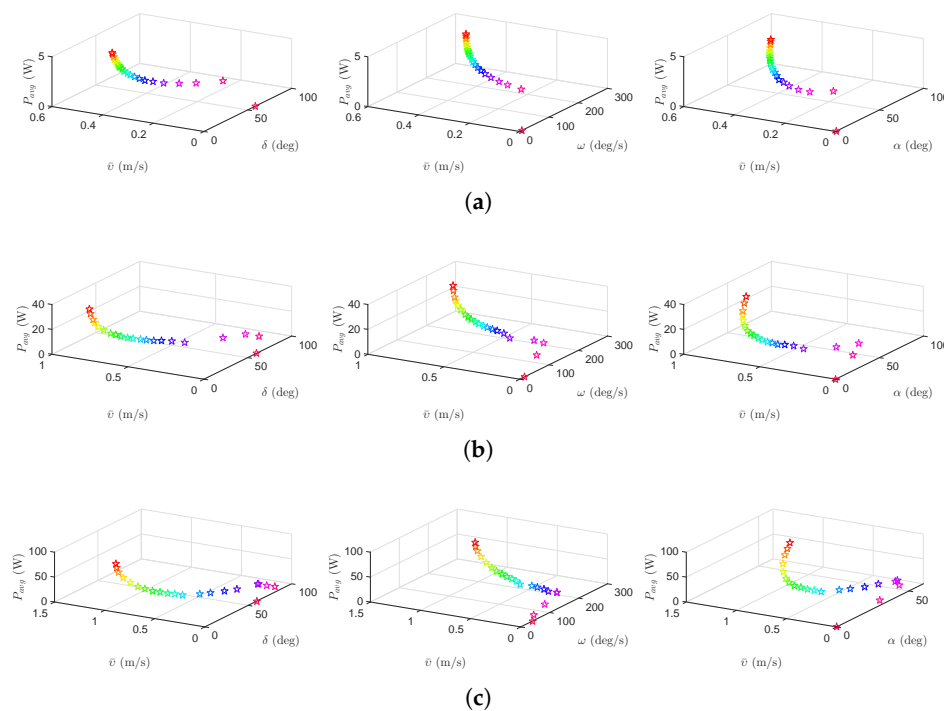 5
0
0.6
0.4
0.2
0
0
50
100
P_avg (W)
v̄ (m/s)
δ (deg)
5
0
0.6
0.4
0.2
0
0
100
200
300
P_avg (W)
v̄ (m/s)
ω (deg/s)
5
0
0.6
0.4
0.2
0
0
50
100
P_avg (W)
v̄ (m/s)
α (deg)
(a)
40
20
0
1
0.5
0
0
50
100
P_avg (W)
v̄ (m/s)
δ (deg)
40
20
0
1
0.5
0
0
100
200
300
P_avg (W)
v̄ (m/s)
ω (deg/s)
40
20
0
1
0.5
0
0
50
100
P_avg (W)
v̄ (m/s)
α (deg)
(b)
100
50
0
1.5
1
0.5
0
0
50
100
P_avg (W)
v̄ (m/s)
δ (deg)
100
50
0
1.5
1
0.5
0
0
100
200
300
P_avg (W)
v̄ (m/s)
ω (deg/s)
100
50
0
1.5
1
0.5
0
0
50
P_avg (W)
v̄ (m/s)
α (deg)
(c)